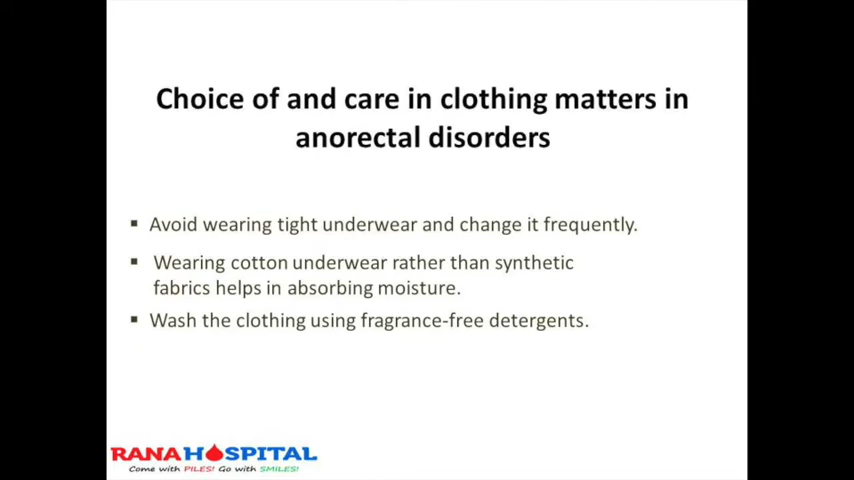 Choice of and care in clothing matters in
anorectal disorders
▪ Avoid wearing tight underwear and change it frequently.
▪ Wearing cotton underwear rather than synthetic
fabrics helps in absorbing moisture.
▪ Wash the clothing using fragrance-free detergents.
RANA HOSPITAL
Come with PILES! Go with SMILES!